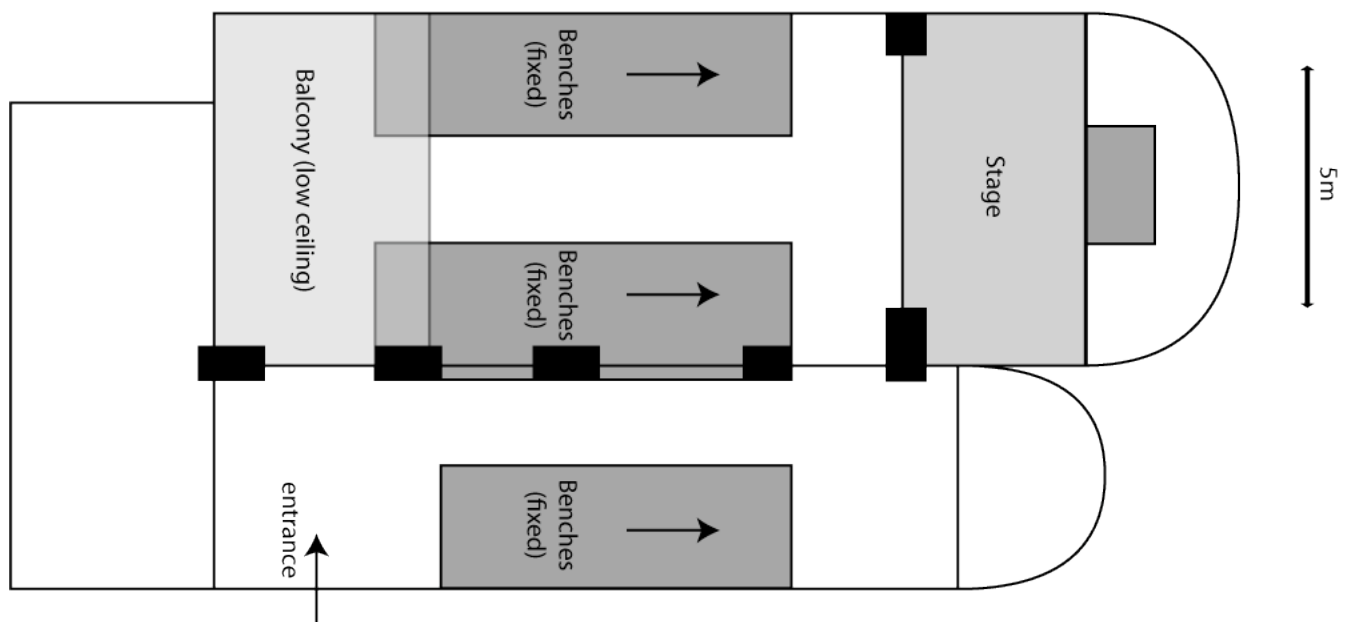 Balcony (low ceiling)
Benches
(fixed)
Benches
(fixed)
Stage
5m
entrance
Benches
(fixed)